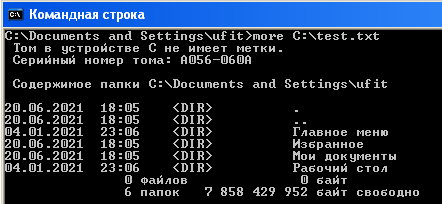 Командная строка
C:\Documents and Settings\ufit>more C:\test.txt
Том в устройстве C не имеет метки.
Серийный номер тома: A056-060A
Содержимое папки C:\Documents and Settings\ufit
20.06.2021 18:05 <DIR> .
20.06.2021 18:05 <DIR> ..
04.01.2021 23:06 <DIR> Главное меню
20.06.2021 18:05 <DIR> Избранное
20.06.2021 18:05 <DIR> Мои документы
04.01.2021 23:06 <DIR> Рабочий стол
0 файлов 0 байт
6 папок 7 858 429 952 байт свободно